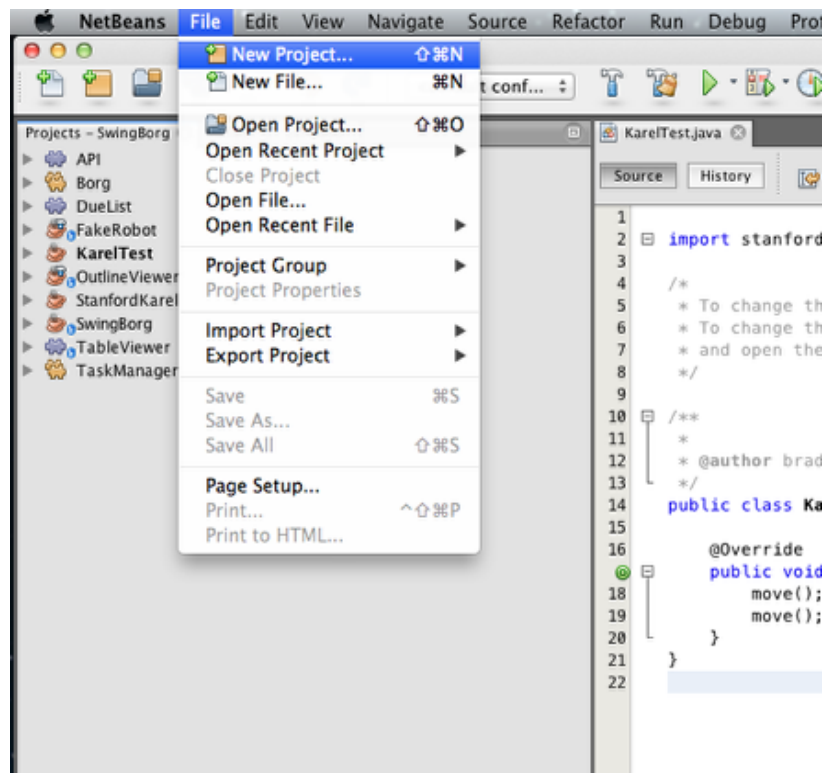 NetBeans File Edit View Navigate Source Refactor Run Debug
New Project... ⇧⌘N
New File... ⌘N
t conf...
Open Project... ⇧⌘O
Open Recent Project
Close Project
Open File...
Open Recent File
Project Group
Project Properties
Import Project
Export Project
Save ⌘S
Save As...
Save All ⇧⌘S
Page Setup...
Print... ^⇧⌘P
Print to HTML...
Projects - SwingBorg
API
Borg
DueList
FakeRobot
KarelTest
OutlineViewer
StanfordKarel
SwingBorg
TableViewer
TaskManager
KarelTest.java
Source History
1
2 import stanford
3
4 /*
5 * To change th
6 * To change th
7 * and open the
8 */
9
10 /**
11 *
12 * @author brad
13 */
14 public class Ka
15
16 @Override
public void
18 move();
19 move();
20 }
21 }
22